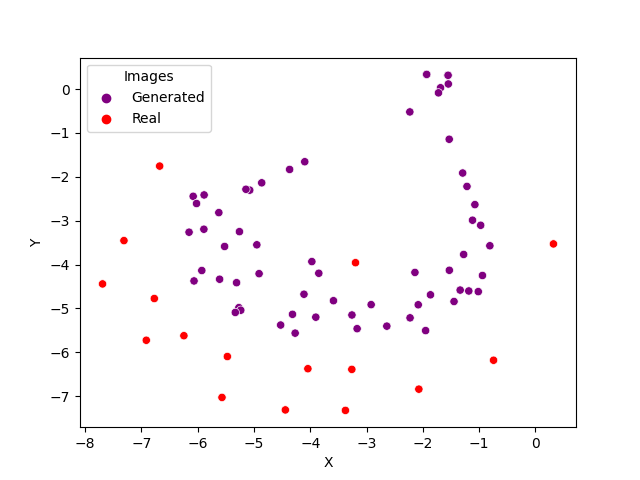 Images
Generated
Real
0
−1
−2
−3
−4
−5
−6
−7
Y
−8 −7 −6 −5 −4 −3 −2 −1 0
X